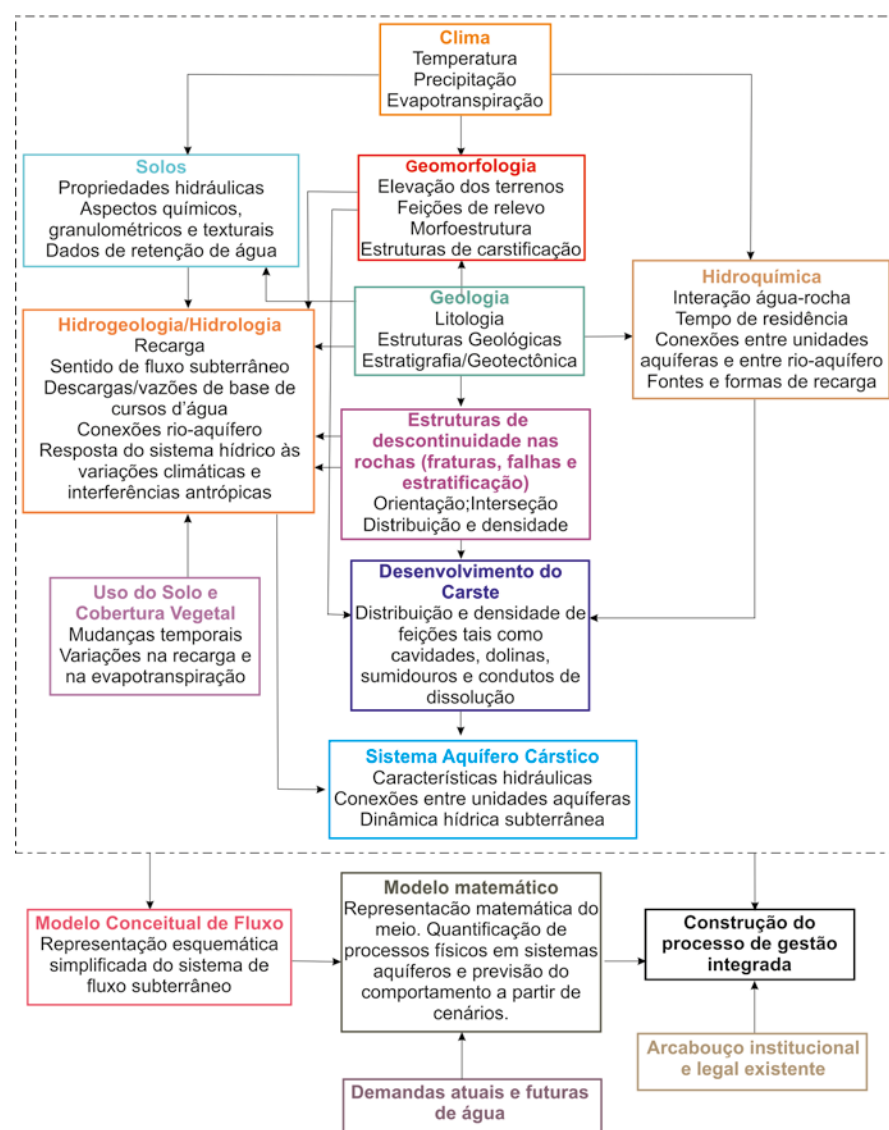 Clima
Temperatura
Precipitação
Evapotranspiração
Solos
Propriedades hidráulicas
Aspectos químicos,
granulométricos e texturais
Dados de retenção de água
Geomorfologia
Elevação dos terrenos
Feições de relevo
Morfoestrutura
Estruturas de carstificação
Hidroquímica
Interação água-rocha
Tempo de residência
Conexões entre unidades
aquíferas e entre rio-aquífero
Fontes e formas de recarga
Geologia
Litologia
Estruturas Geológicas
Estratigrafia/Geotectônica
Hidrogeologia/Hidrologia
Recarga
Sentido de fluxo subterrâneo
Descargas/vazões de base de
cursos d'água
Conexões rio-aquífero
Resposta do sistema hídrico às
variações climáticas e
interferências antrópicas
Estruturas de
descontinuidade nas
rochas (fraturas, falhas e
estratificação)
Orientação;Interseção
Distribuição e densidade
Uso do Solo e
Cobertura Vegetal
Mudanças temporais
Variações na recarga e
na evapotranspiração
Desenvolvimento do
Carste
Distribuição e densidade de
feições tais como
cavidades, dolinas,
sumidouros e condutos de
dissolução
Sistema Aquífero Cárstico
Características hidráulicas
Conexões entre unidades aquíferas
Dinâmica hídrica subterrânea
Modelo Conceitual de Fluxo
Representação esquemática
simplificada do sistema de
fluxo subterrâneo
Modelo matemático
Representacão matemática do
meio. Quantificação de
processos físicos em sistemas
aquíferos e previsão do
comportamento a partir de
cenários.
Construção do
processo de gestão
integrada
Arcabouço institucional
e legal existente
Demandas atuais e futuras
de água